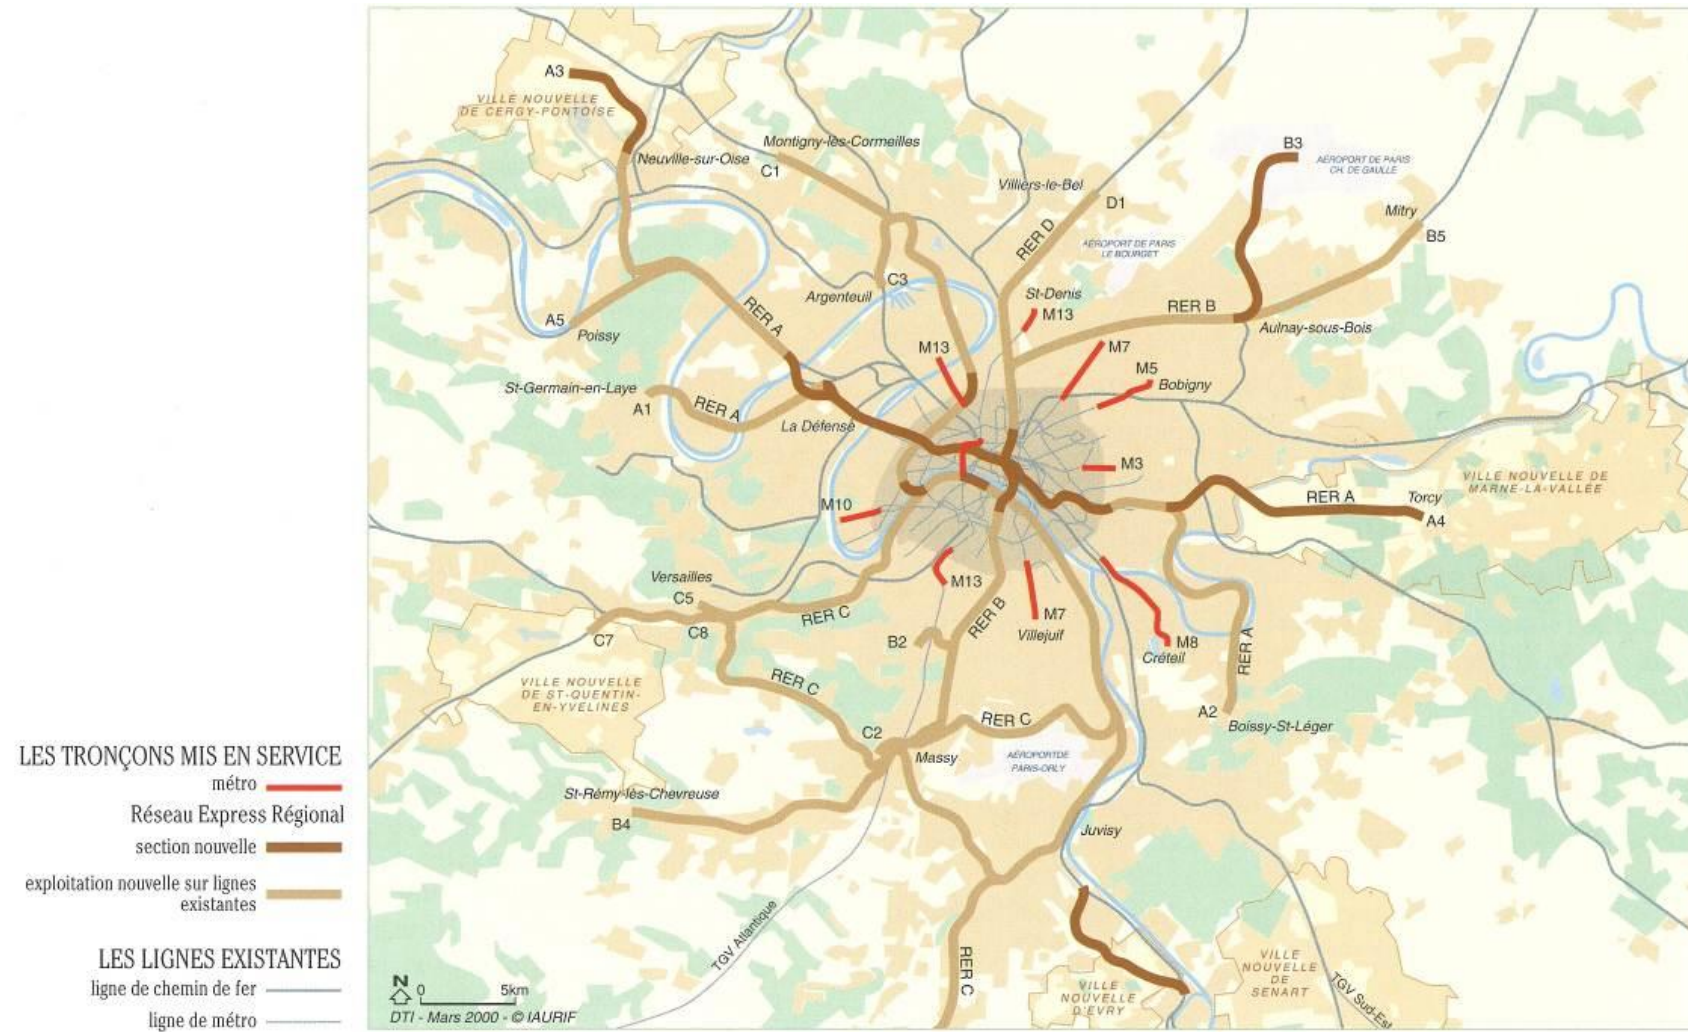 A3
VILLE NOUVELLE
DE CERGY-PONTOISE
Neuville-sur-Oise
Montigny-lès-Cormeilles
C1
Villiers-le-Bel
D1
RER D
B3
AÉROPORT DE PARIS
CH. DE GAULLE
Mitry
B5
AÉROPORT DE PARIS
LE BOURGET
C3
Argenteuil
St-Denis
M13
RER B
Aulnay-sous-Bois
A5
Poissy
RER A
M13
M7
M5
Bobigny
St-Germain-en-Laye
A1
RER A
La Défense
M3
VILLE NOUVELLE DE
MARNE-LA-VALLÉE
RER A
Torcy
A4
M10
Versailles
C5
C8
C7
RER C
M13
RER B
B2
M7
Villejuif
M8
Créteil
RER A
A2
Boissy-St-Léger
VILLE NOUVELLE
DE ST-QUENTIN-
EN-YVELINES
RER C
C2
RER C
Massy
AÉROPORTDE
PARIS-ORLY
St-Rémy-lès-Chevreuse
B4
Juvisy
TGV Atlantique
RER C
VILLE
NOUVELLE
D'EVRY
VILLE
NOUVELLE
DE
SENART
TGV Sud-Est
LES TRONÇONS MIS EN SERVICE
métro
Réseau Express Régional
section nouvelle
exploitation nouvelle sur lignes
existantes
LES LIGNES EXISTANTES
ligne de chemin de fer
ligne de métro
N
0 5km
DTI - Mars 2000 - © IAURIF